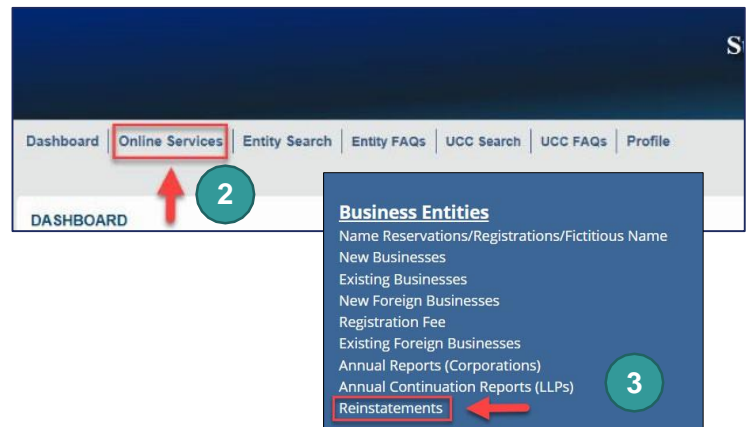 Dashboard | Online Services | Entity Search | Entity FAQs | UCC Search | UCC FAQs | Profile
2
DASHBOARD
Business Entities
Name Reservations/Registrations/Fictitious Name
New Businesses
Existing Businesses
New Foreign Businesses
Registration Fee
Existing Foreign Businesses
Annual Reports (Corporations)
Annual Continuation Reports (LLPs)
3
Reinstatements